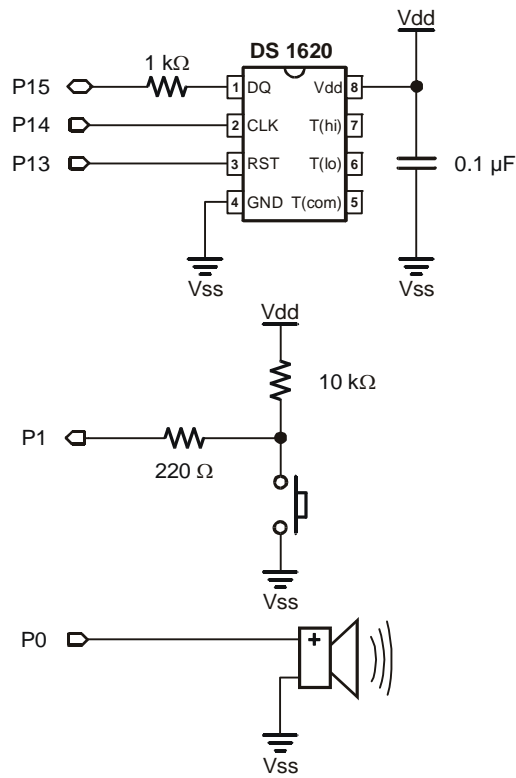 Vdd
DS 1620
1 kΩ
P15 1 DQ Vdd 8
P14 2 CLK T(hi) 7
P13 3 RST T(lo) 6 0.1 µF
4 GND T(com) 5
Vss Vss
Vdd
10 kΩ
P1
220 Ω
Vss
P0 +
Vss